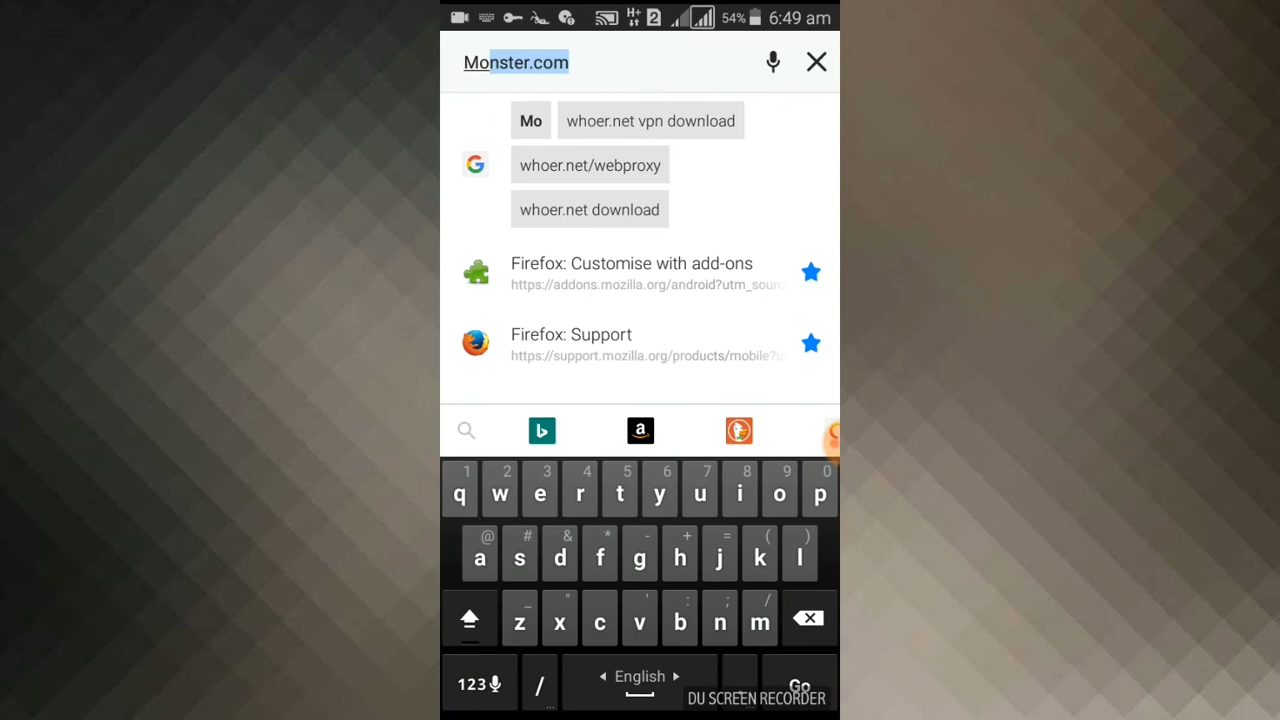 2 54% 6:49 am
Monster.com
Mo whoer.net vpn download
whoer.net/webproxy
whoer.net download
Firefox: Customise with add-ons
https://addons.mozilla.org/android?utm_sourc
Firefox: Support
https://support.mozilla.org/products/mobile?u
1 2 3 4 5 6 7 8 9 0
q w e r t y u i o p
@ # & * - + = ( )
a s d f g h j k l
_ " ' : ; /
z x c v b n m
123 / English Go
DU SCREEN RECORDER